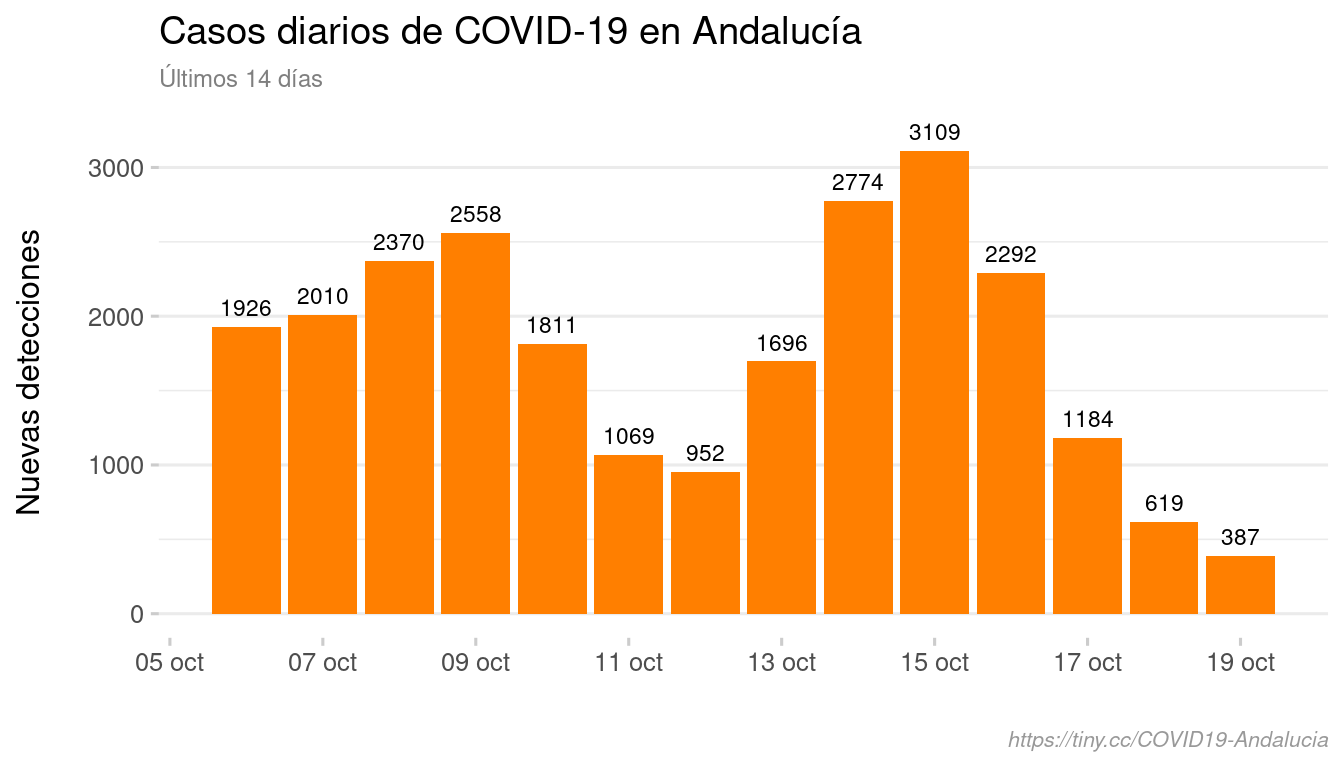 Casos diarios de COVID-19 en Andalucía
Últimos 14 días
Nuevas detecciones
3000
2000
1000
0
1926
2010
2370
2558
1811
1069
952
1696
2774
3109
2292
1184
619
387
05 oct
07 oct
09 oct
11 oct
13 oct
15 oct
17 oct
19 oct
https://tiny.cc/COVID19-Andalucia